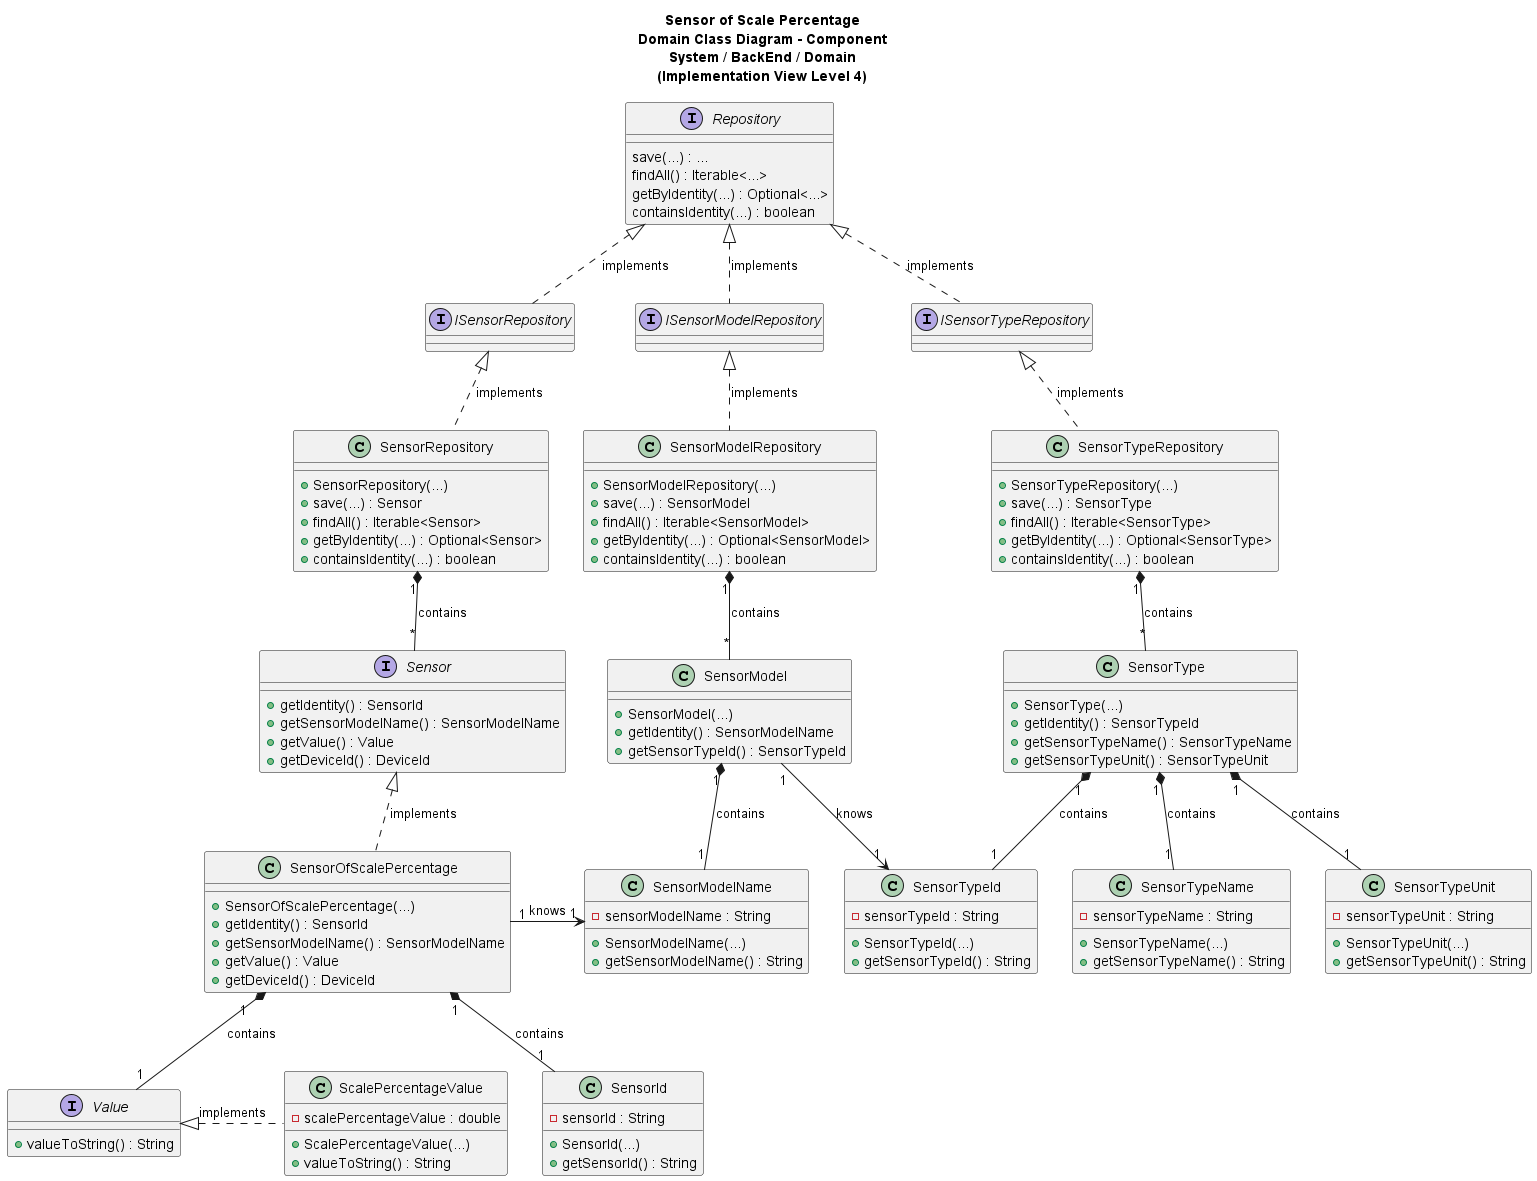 Sensor of Scale Percentage
Domain Class Diagram - Component
System / BackEnd / Domain
(Implementation View Level 4)
I Repository
save(...) : ...
findAll() : Iterable<...>
getByIdentity(...) : Optional<...>
containsIdentity(...) : boolean
implements
implements
implements
I ISensorRepository
I ISensorModelRepository
I ISensorTypeRepository
implements
implements
implements
C SensorRepository
SensorRepository(...)
save(...) : Sensor
findAll() : Iterable<Sensor>
getByIdentity(...) : Optional<Sensor>
containsIdentity(...) : boolean
C SensorModelRepository
SensorModelRepository(...)
save(...) : SensorModel
findAll() : Iterable<SensorModel>
getByIdentity(...) : Optional<SensorModel>
containsIdentity(...) : boolean
C SensorTypeRepository
SensorTypeRepository(...)
save(...) : SensorType
findAll() : Iterable<SensorType>
getByIdentity(...) : Optional<SensorType>
containsIdentity(...) : boolean
1
contains
*
1
contains
*
1
contains
*
I Sensor
getIdentity() : SensorId
getSensorModelName() : SensorModelName
getValue() : Value
getDeviceId() : DeviceId
C SensorModel
SensorModel(...)
getIdentity() : SensorModelName
getSensorTypeId() : SensorTypeId
C SensorType
SensorType(...)
getIdentity() : SensorTypeId
getSensorTypeName() : SensorTypeName
getSensorTypeUnit() : SensorTypeUnit
implements
1
contains
1
1
knows
1
1
contains
1
1
contains
1
1
contains
1
C SensorOfScalePercentage
SensorOfScalePercentage(...)
getIdentity() : SensorId
getSensorModelName() : SensorModelName
getValue() : Value
getDeviceId() : DeviceId
1 knows 1
C SensorModelName
sensorModelName : String
SensorModelName(...)
getSensorModelName() : String
C SensorTypeId
sensorTypeId : String
SensorTypeId(...)
getSensorTypeId() : String
C SensorTypeName
sensorTypeName : String
SensorTypeName(...)
getSensorTypeName() : String
C SensorTypeUnit
sensorTypeUnit : String
SensorTypeUnit(...)
getSensorTypeUnit() : String
1
contains
1
1
contains
1
I Value
valueToString() : String
implements
C ScalePercentageValue
scalePercentageValue : double
ScalePercentageValue(...)
valueToString() : String
C SensorId
sensorId : String
SensorId(...)
getSensorId() : String